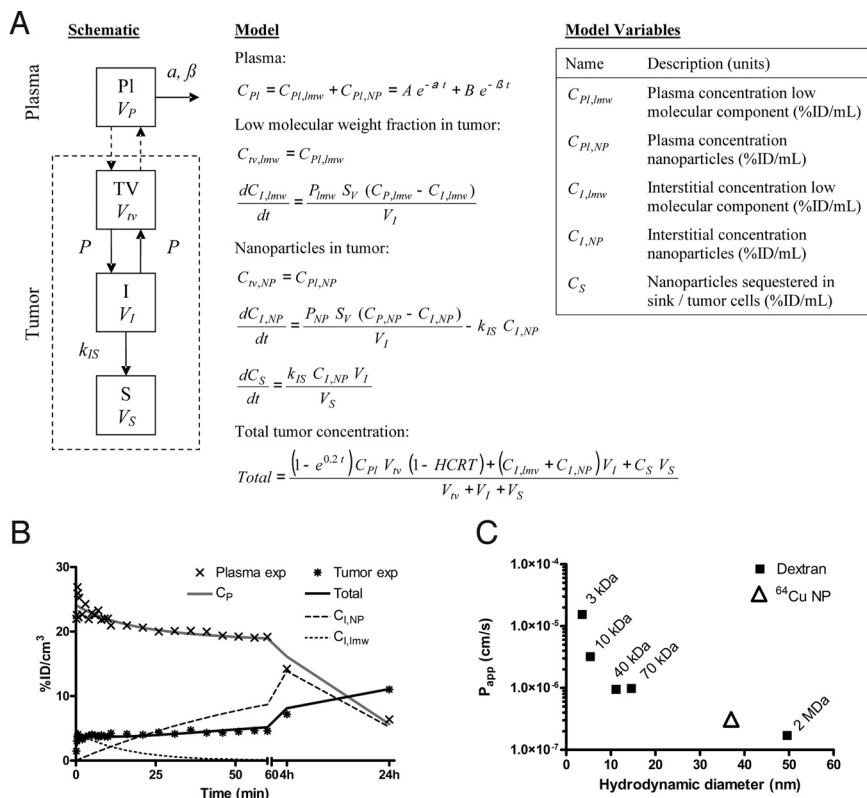 A
Schematic
Model
Model Variables
Plasma
Pl
V_P
a, ß
Tumor
TV
V_tv
P
P
I
V_I
k_IS
S
V_S
Plasma:
C_Pl = C_Pl,lmw + C_Pl,NP = A e^{-a t} + B e^{-ß t}
Low molecular weight fraction in tumor:
C_tv,lmw = C_Pl,lmw
dC_I,lmw / dt = P_lmw S_V (C_P,lmw - C_I,lmw) / V_I
Nanoparticles in tumor:
C_tv,NP = C_Pl,NP
dC_I,NP / dt = P_NP S_V (C_P,NP - C_I,NP) / V_I - k_IS C_I,NP
dC_S / dt = k_IS C_I,NP V_I / V_S
Total tumor concentration:
Total = (1 - e^{0.2 t}) C_Pl V_tv (1 - HCRT) + (C_I,lmv + C_I,NP) V_I + C_S V_S / V_tv + V_I + V_S
Name Description (units)
C_Pl,lmw Plasma concentration low
molecular component (%ID/mL)
C_Pl,NP Plasma concentration
nanoparticles (%ID/mL)
C_I,lmw Interstitial concentration low
molecular component (%ID/mL)
C_I,NP Interstitial concentration
nanoparticles (%ID/mL)
C_S Nanoparticles sequestered in
sink / tumor cells (%ID/mL)
B
%ID/cm^3
30
20
10
0
0 25 50 60 4h 24h
Time (min)
Plasma exp
C_P
Tumor exp
Total
C_I,NP
C_I,lmw
C
P_app (cm/s)
1.0×10^-4
1.0×10^-5
1.0×10^-6
1.0×10^-7
0 10 20 30 40 50 60
Hydrodynamic diameter (nm)
3 kDa
10 kDa
40 kDa
70 kDa
2 MDa
Dextran
^64Cu NP